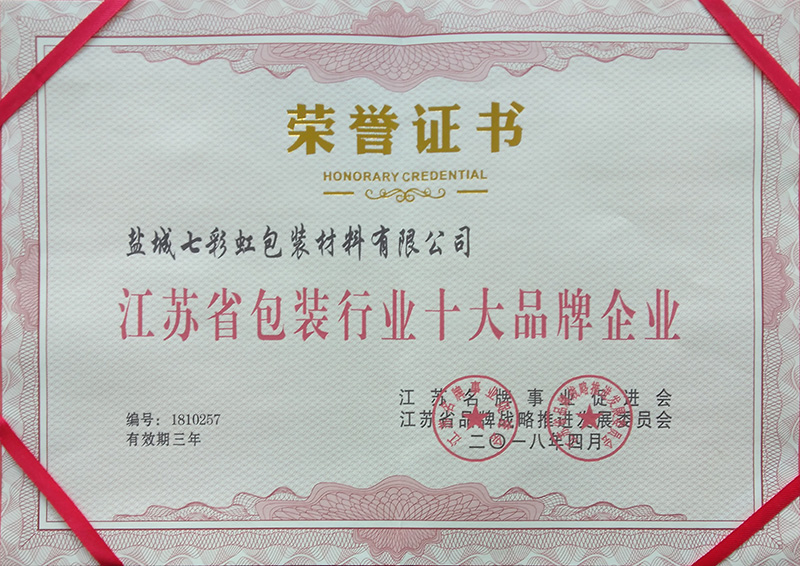 荣誉证书
HONORARY CREDENTIAL
盐城七彩虹包装材料有限公司
江苏省包装行业十大品牌企业
江苏名牌事业促进会
江苏省品牌战略推进发展委员会
二〇一八年四月
编号：1810257
有效期三年